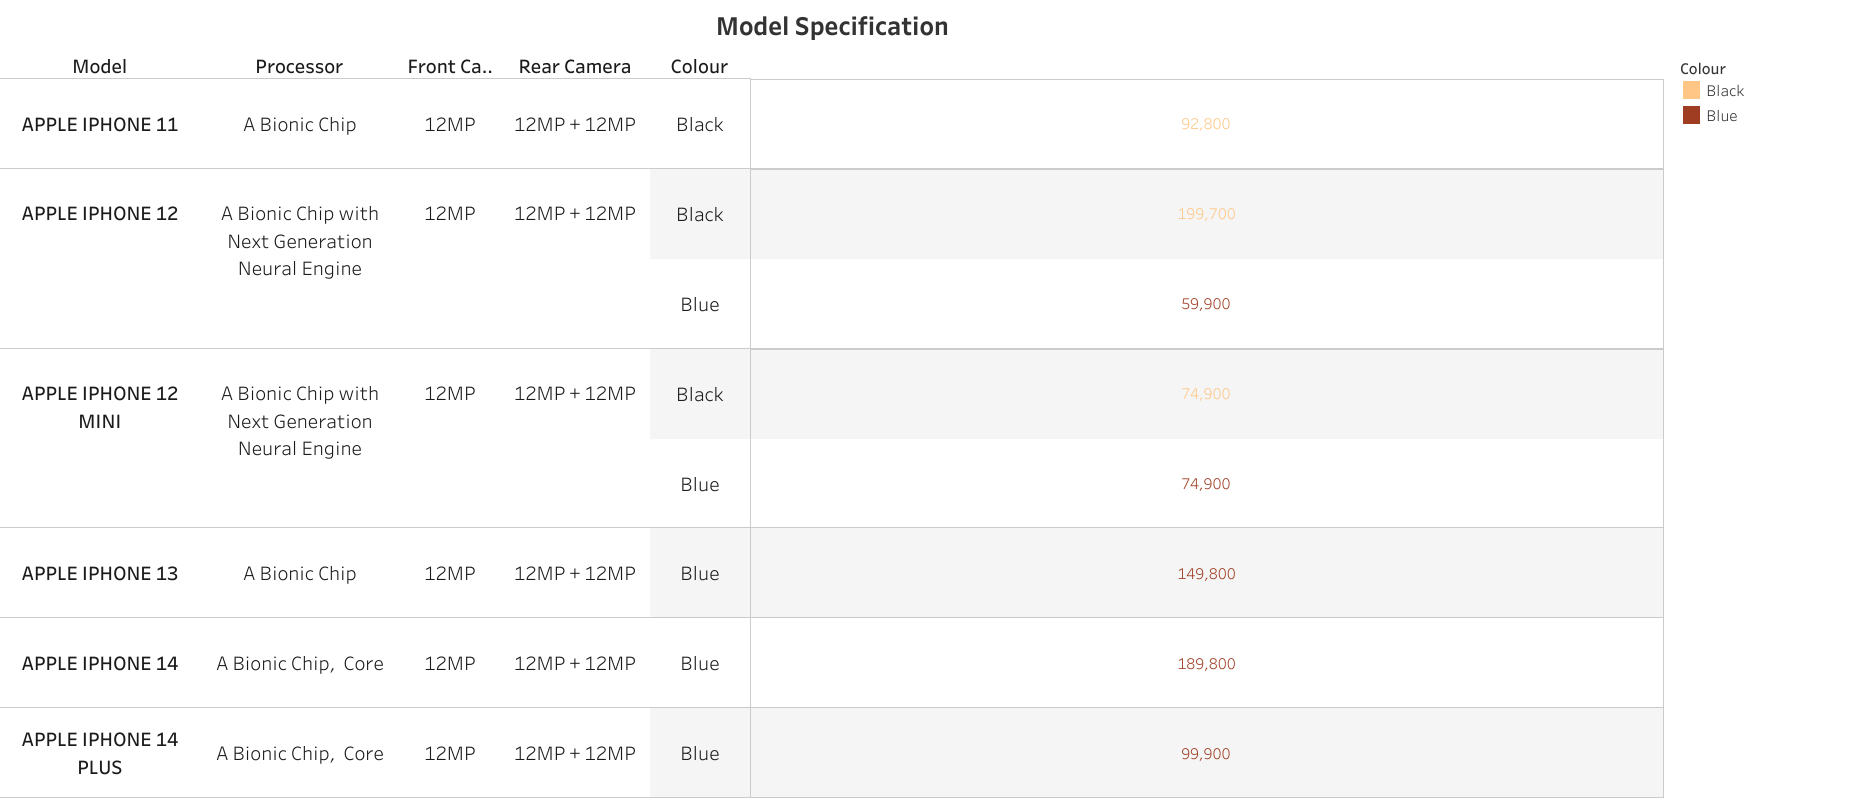 Model Specification
Model Processor Front Ca.. Rear Camera Colour
Colour
Black
Blue
APPLE IPHONE 11 A Bionic Chip 12MP 12MP + 12MP Black 92,800
APPLE IPHONE 12 A Bionic Chip with 12MP 12MP + 12MP Black 199,700
Next Generation
Neural Engine
Blue 59,900
APPLE IPHONE 12 A Bionic Chip with 12MP 12MP + 12MP Black 74,900
MINI Next Generation
Neural Engine
Blue 74,900
APPLE IPHONE 13 A Bionic Chip 12MP 12MP + 12MP Blue 149,800
APPLE IPHONE 14 A Bionic Chip, Core 12MP 12MP + 12MP Blue 189,800
APPLE IPHONE 14 A Bionic Chip, Core 12MP 12MP + 12MP Blue 99,900
PLUS